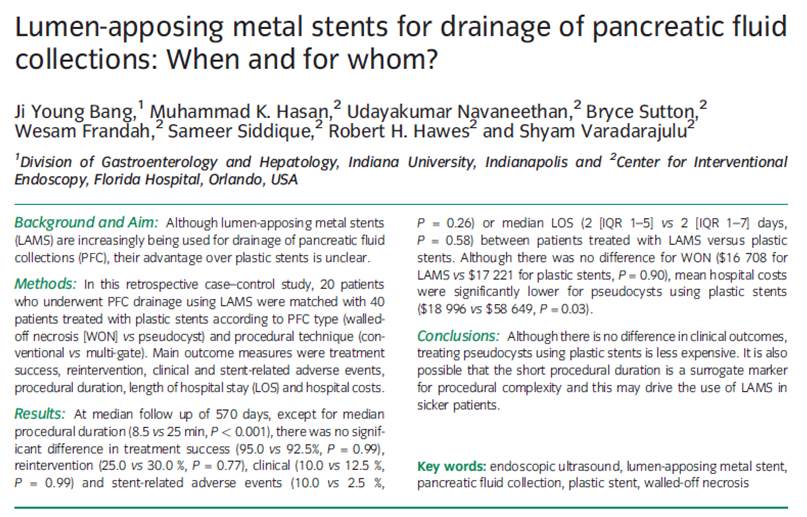 Lumen-apposing metal stents for drainage of pancreatic fluid
collections: When and for whom?
Ji Young Bang,1 Muhammad K. Hasan,2 Udayakumar Navaneethan,2 Bryce Sutton,2
Wesam Frandah,2 Sameer Siddique,2 Robert H. Hawes2 and Shyam Varadarajulu2
1Division of Gastroenterology and Hepatology, Indiana University, Indianapolis and 2Center for Interventional
Endoscopy, Florida Hospital, Orlando, USA
Background and Aim: Although lumen-apposing metal stents
(LAMS) are increasingly being used for drainage of pancreatic fluid
collections (PFC), their advantage over plastic stents is unclear.
Methods: In this retrospective case–control study, 20 patients
who underwent PFC drainage using LAMS were matched with 40
patients treated with plastic stents according to PFC type (walled-
off necrosis [WON] vs pseudocyst) and procedural technique (con-
ventional vs multi-gate). Main outcome measures were treatment
success, reintervention, clinical and stent-related adverse events,
procedural duration, length of hospital stay (LOS) and hospital costs.
Results: At median follow up of 570 days, except for median
procedural duration (8.5 vs 25 min, P < 0.001), there was no signif-
icant difference in treatment success (95.0 vs 92.5%, P = 0.99),
reintervention (25.0 vs 30.0 %, P = 0.77), clinical (10.0 vs 12.5 %,
P = 0.99) and stent-related adverse events (10.0 vs 2.5 %,
P = 0.26) or median LOS (2 [IQR 1–5] vs 2 [IQR 1–7] days,
P = 0.58) between patients treated with LAMS versus plastic
stents. Although there was no difference for WON ($16 708 for
LAMS vs $17 221 for plastic stents, P = 0.90), mean hospital costs
were significantly lower for pseudocysts using plastic stents
($18 996 vs $58 649, P = 0.03).
Conclusions: Although there is no difference in clinical outcomes,
treating pseudocysts using plastic stents is less expensive. It is also
possible that the short procedural duration is a surrogate marker
for procedural complexity and this may drive the use of LAMS in
sicker patients.
Key words: endoscopic ultrasound, lumen-apposing metal stent,
pancreatic fluid collection, plastic stent, walled-off necrosis